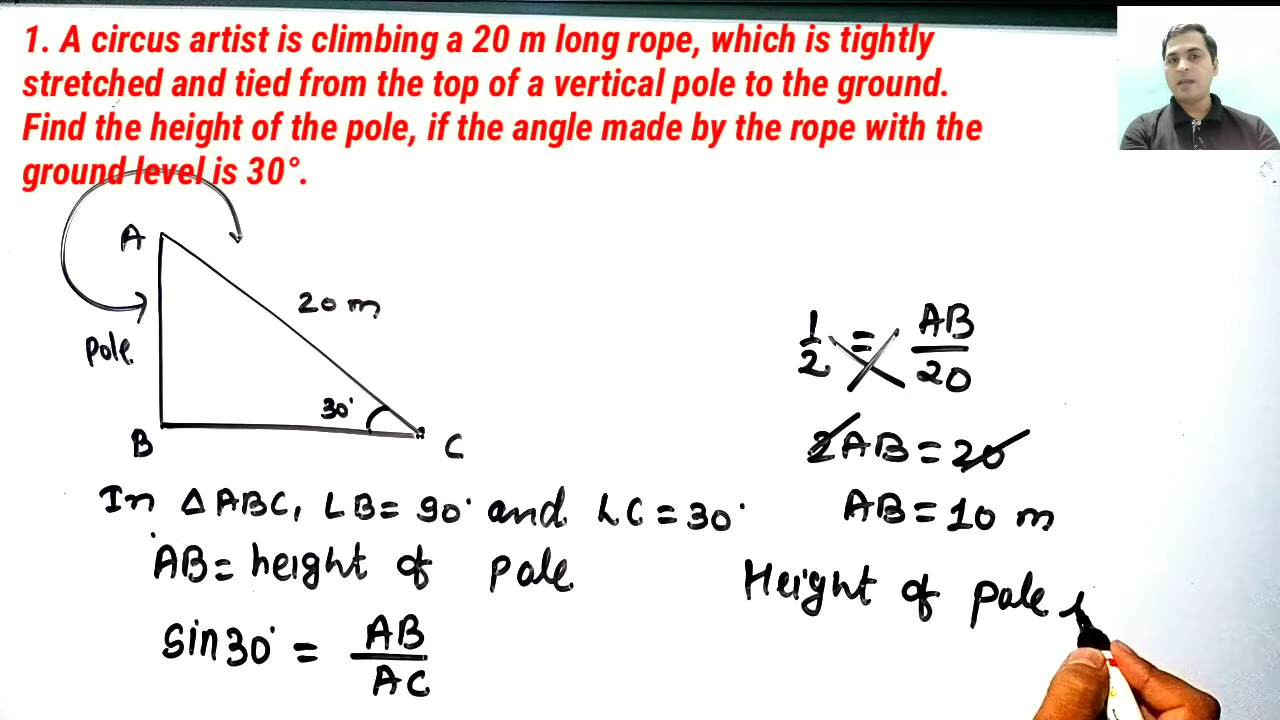 1. A circus artist is climbing a 20 m long rope, which is tightly
stretched and tied from the top of a vertical pole to the ground.
Find the height of the pole, if the angle made by the rope with the
ground level is 30°.
A
20 m
Pole
30°
B
C
In △ABC, ∠B = 90° and ∠C = 30°
AB = height of pole
sin 30° = AB/AC
1/2 = AB/20
2AB = 20
AB = 10 m
Height of pole